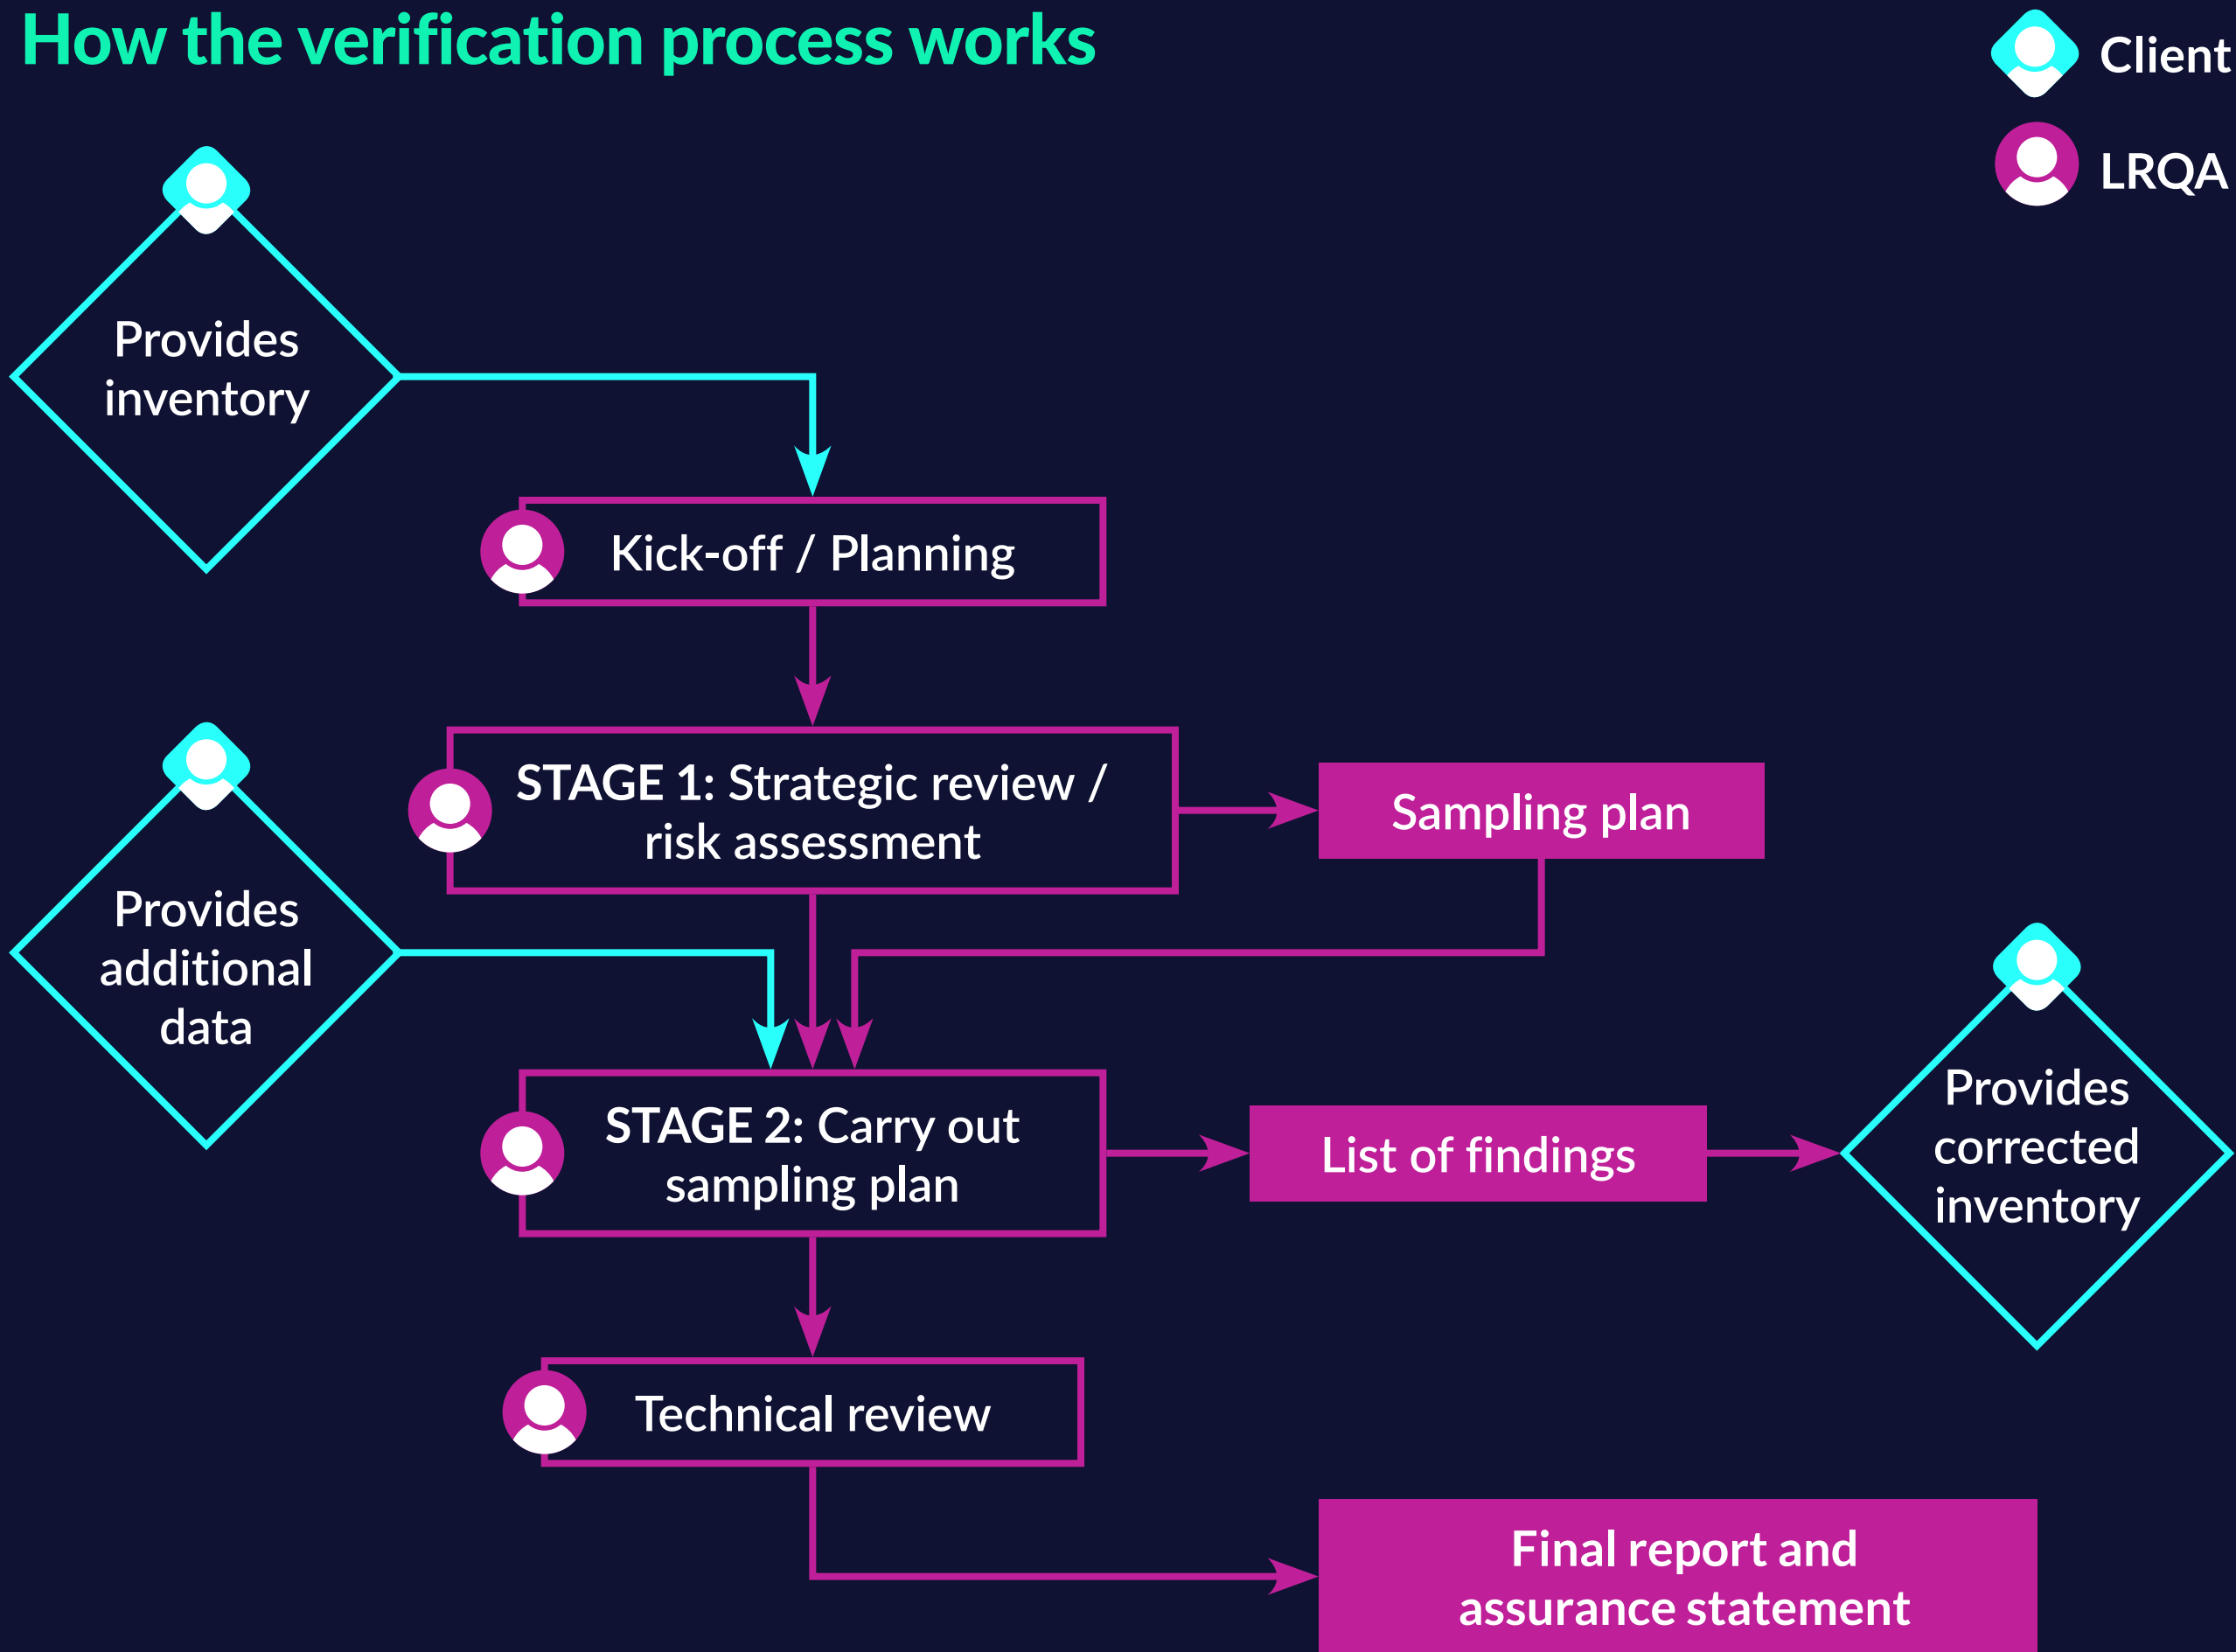 How the verification process works
Client
LRQA
Provides
inventory
Kick-off / Planning
STAGE 1: Strategic review /
risk assessment
Sampling plan
Provides
additional
data
STAGE 2: Carry out
sampling plan
List of findings
Provides
corrected
inventory
Technical review
Final report and
assurance statement